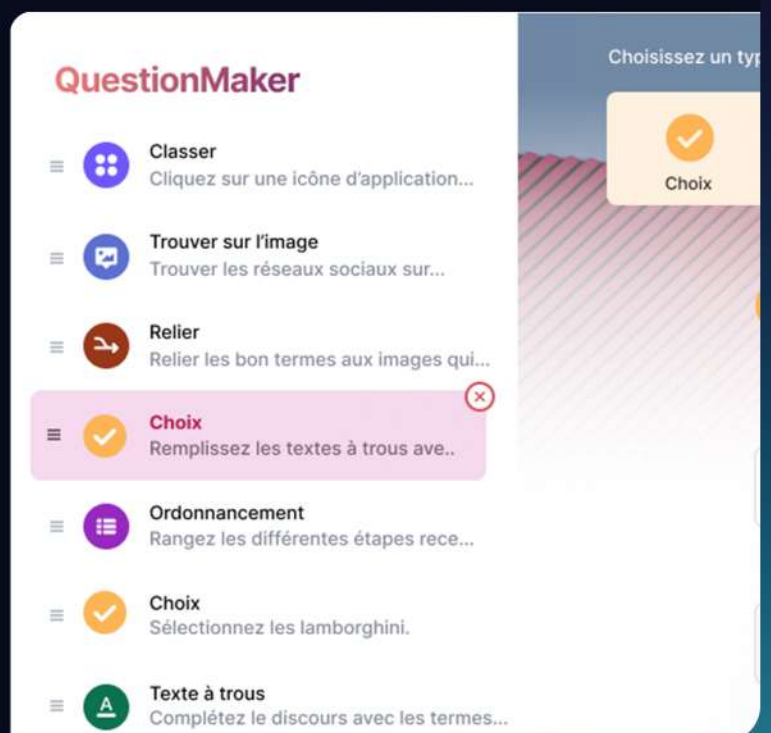 QuestionMaker
Classer
Cliquez sur une icône d'application...
Trouver sur l'image
Trouver les réseaux sociaux sur...
Relier
Relier les bon termes aux images qui...
Choix
Remplissez les textes à trous ave..
Ordonnancement
Rangez les différentes étapes rece...
Choix
Sélectionnez les lamborghini.
Texte à trous
Complétez le discours avec les termes...
Choisissez un typ
Choix